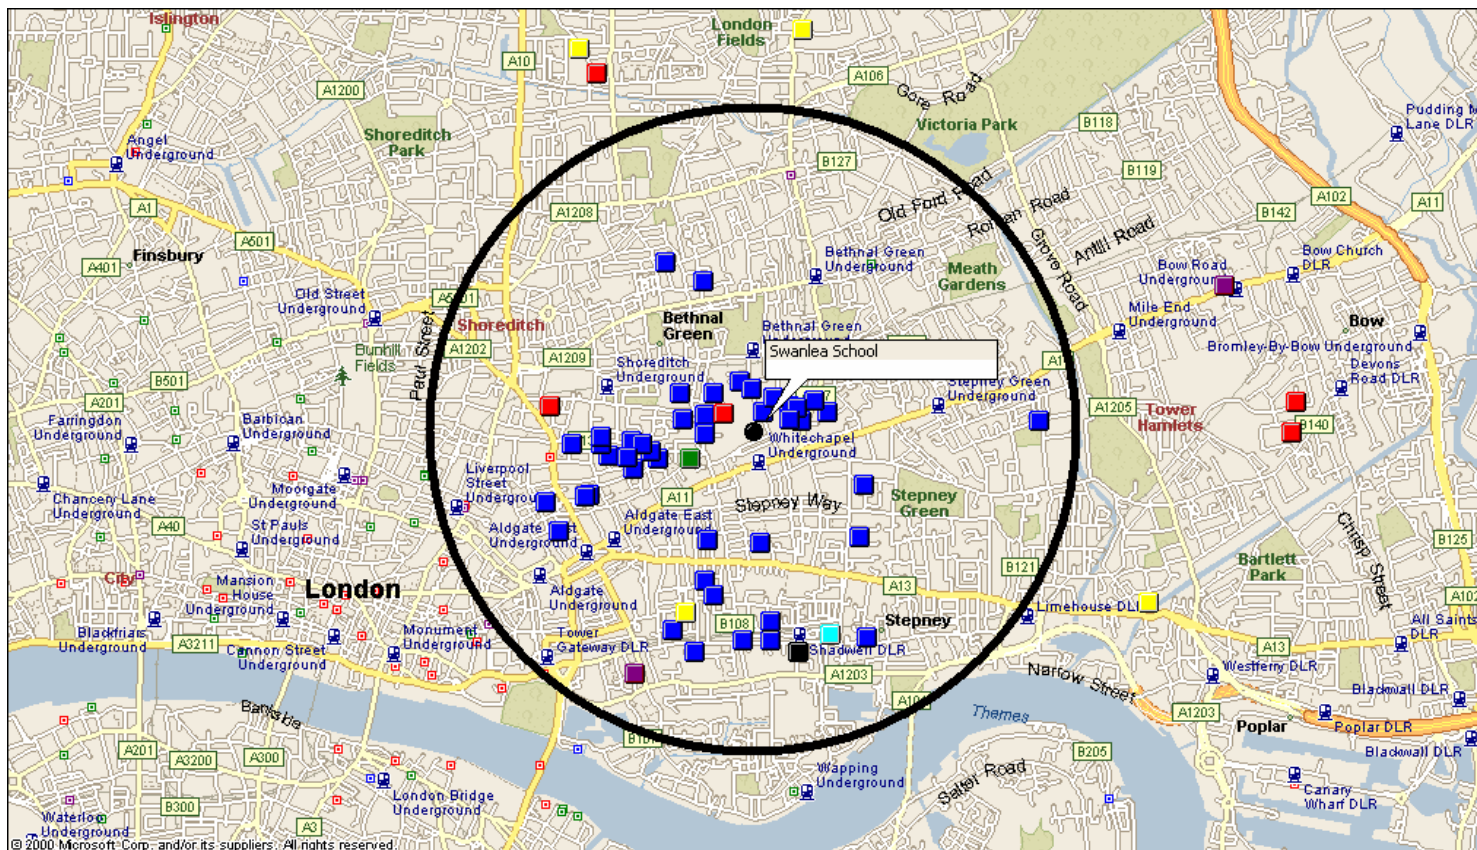 Islington
London
Fields
A10
A106
Gore Road
A1200
Shoreditch
Park
Victoria Park
B118
Lane DLR
Angel
Underground
B127
B119
A102
A11
A1
A1208
Old Ford Road
Roman Road
B142
A501
Grove Road
Antill Road
Finsbury
A401
Bethnal Green
Underground
Meath
Gardens
Bow Road
Underground
Bow Church
DLR
Old Street
Underground
Shoreditch
Paul Street
Bethnal
Green
Bethnal Green
Mile End
Underground
Bow
Bromley-By-Bow Underground
Bunhill
Fields
A1202
A1209
Swanlea School
Devons
Road DLR
B501
Shoreditch
Underground
Stepney Green
Underground
A201
Farringdon
Underground
Barbican
Underground
A1205
Tower
Hamlets
B140
Whitechapel
Underground
Chancery Lane
Underground
Moorgate
Underground
Liverpool
Street
A11
Stepney Way
Stepney
Green
A40
St Pauls
Underground
Aldgate East
Underground
Aldgate East
Underground
Chrisp Street
B125
Bartlett
Park
B121
City
Mansion
House
Underground
London
A13
Aldgate
Underground
A102
Limehouse DLR
Blackfriars
Underground
A3211
Cannon Street
Underground
Monument
Underground
Tower
Gateway DLR
B108
Stepney
Shadwell DLR
A13
All Saints
DLR
Westferry DLR
A1203
Narrow Street
Blackwall DLR
Bankside
Thames
A1203
Poplar
Poplar DLR
Blackwall DLR
A201
A3200
A300
B205
Wapping
Underground
Salter Road
London Bridge
Underground
Canary
Wharf DLR
B300
A3
Waterloo
Underground
© 2000 Microsoft Corp. and/or its suppliers. All rights reserved.